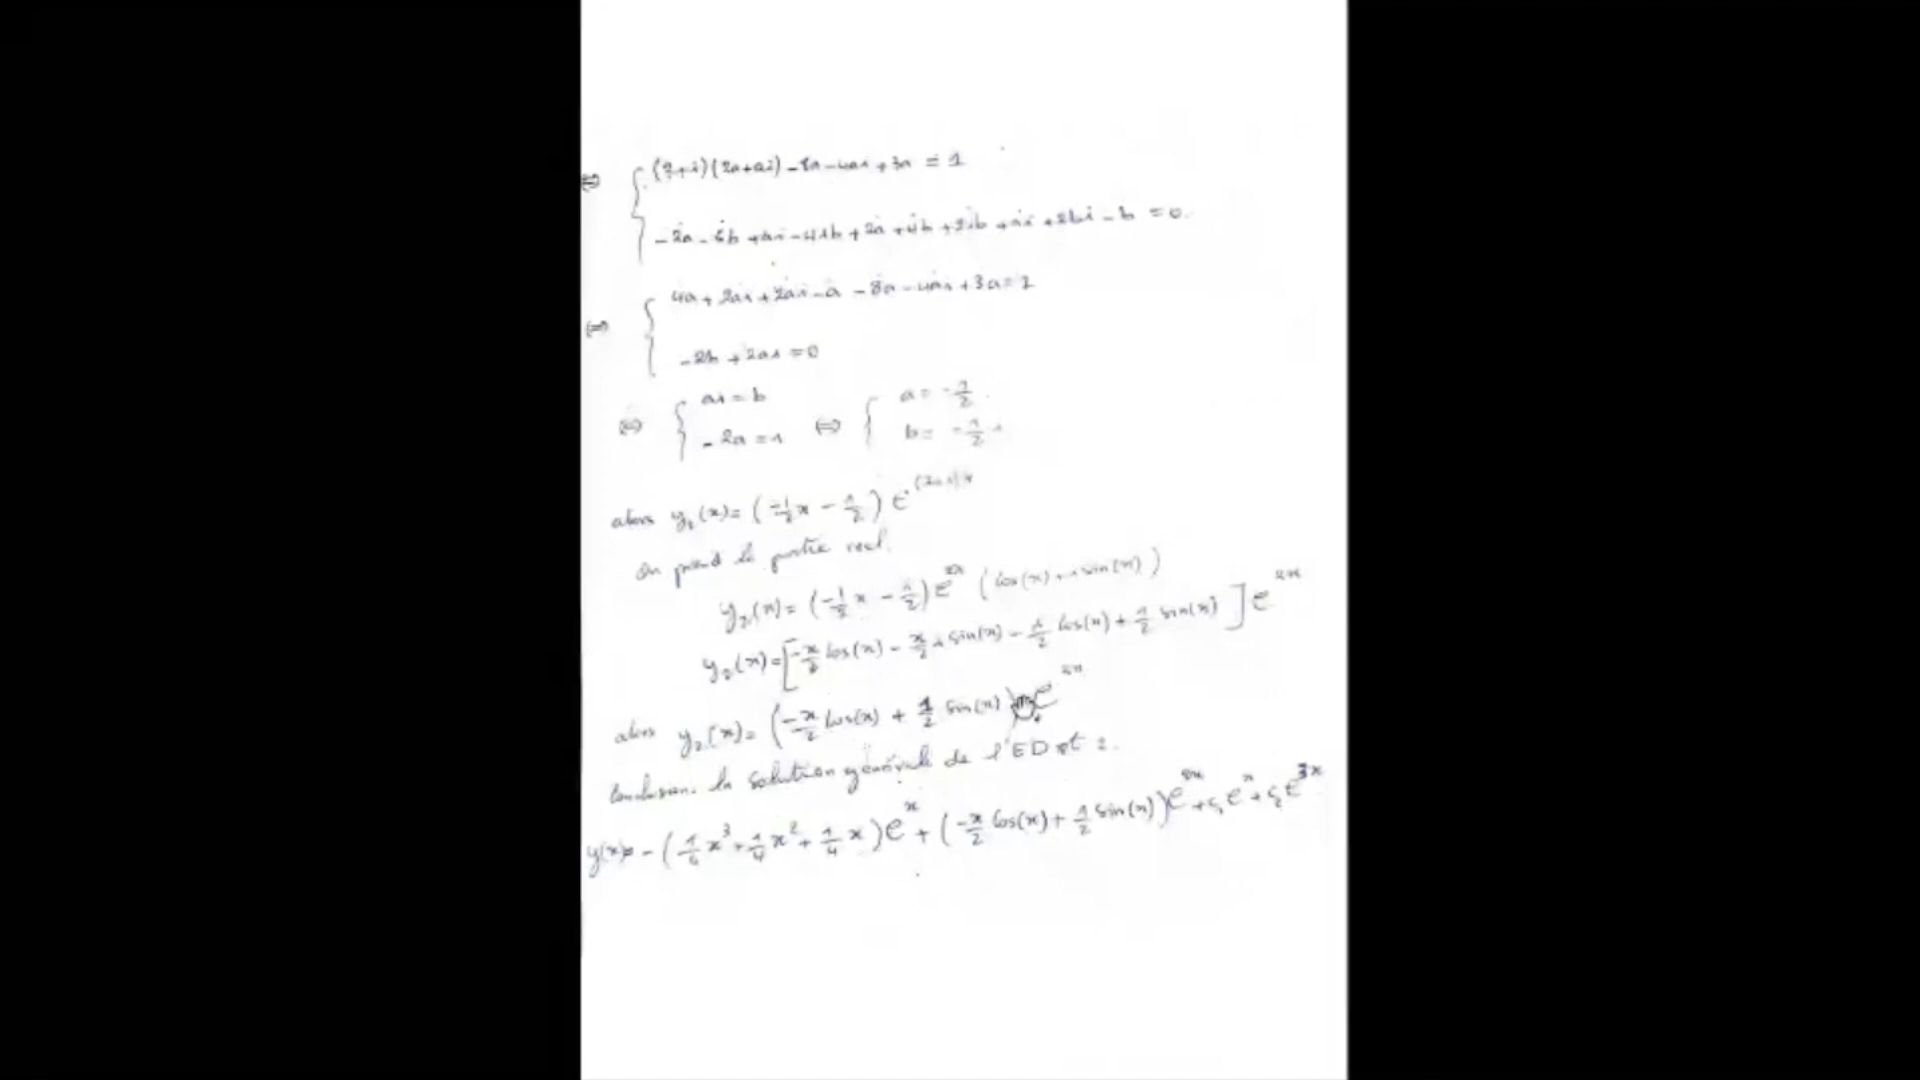 ⇔ { (2+i)(2a+ai) - 8a - 4ai + 3a = 1
- 2a - 5b + ai - 4ib + 2a + 4b + 2ib + ai + 2bi - b = 0.
⇔ { 4a + 2ai + 2ai - a - 8a - 4ai + 3a = 1
- 2b + 2ai = 0
⇔ { ai = b ⇔ { a = - 1/2
- 2a = 1 b = - 1/2 i
alors y₂(x) = (-1/2 x - i/2) e^(2+i)x
On prend la partie reel.
y₂(x) = (-1/2 x - i/2) e^2x (cos(x) + i sin(x))
y₂(x) = [-x/2 cos(x) - x/2 i sin(x) - i/2 cos(x) + 1/2 sin(x)] e^2x
alors y₂(x) = (-x/2 cos(x) + 1/2 sin(x)) e^2x
Conclusion. la solution générale de l'ED est :
y(x) = - (1/6 x³ + 1/4 x² + 1/4 x) e^x + (-x/2 cos(x) + 1/2 sin(x)) e^2x + c₁ e^x + c₂ e^3x